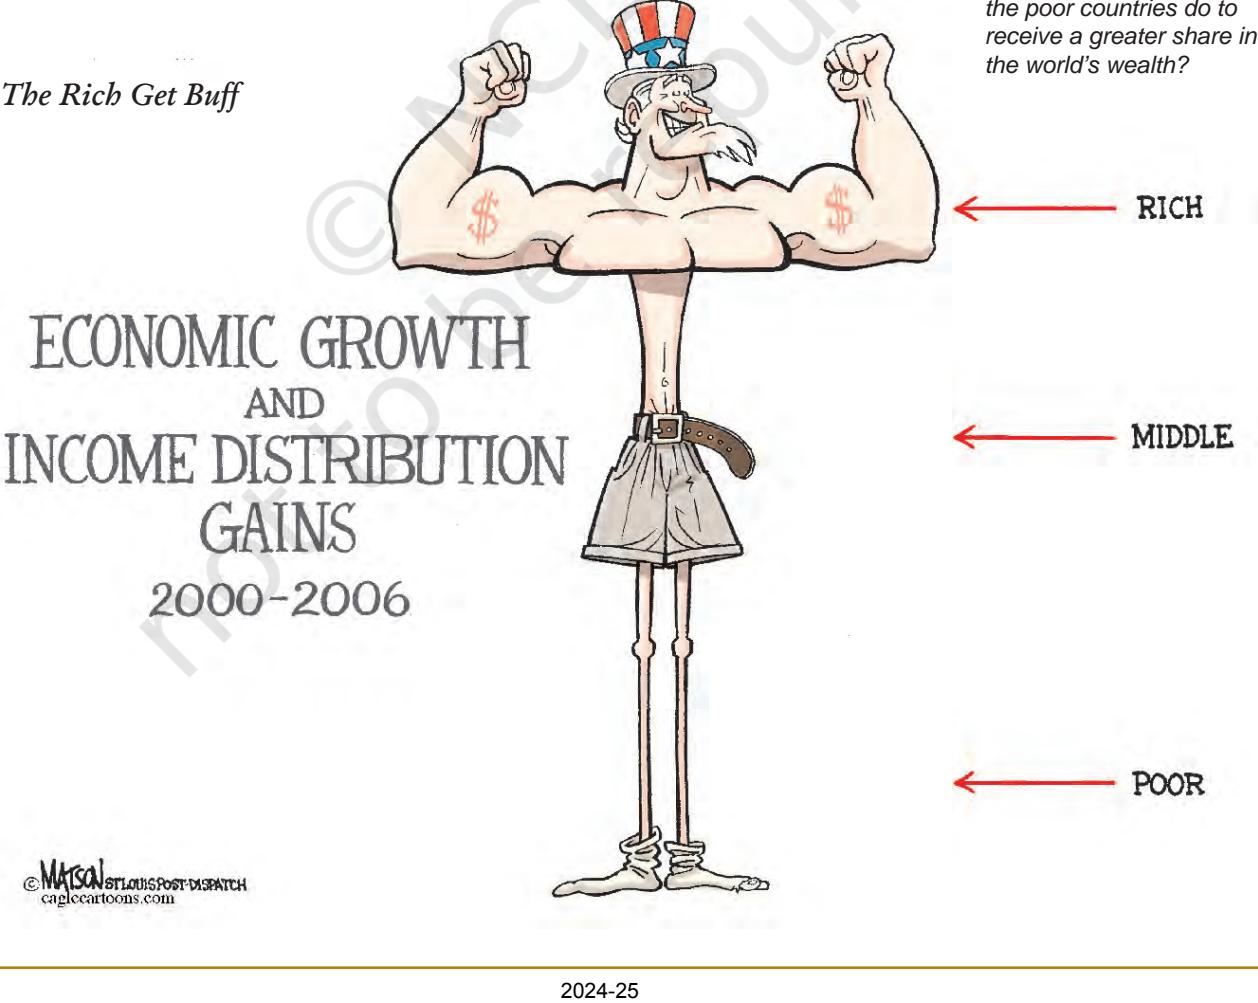 the poor countries do to
receive a greater share in
the world's wealth?
The Rich Get Buff
$ $
RICH
ECONOMIC GROWTH
AND
INCOME DISTRIBUTION
GAINS
2000-2006
MIDDLE
POOR
© MATSON ST. LOUIS POST-DISPATCH
caglecartoons.com
not to be
2024-25